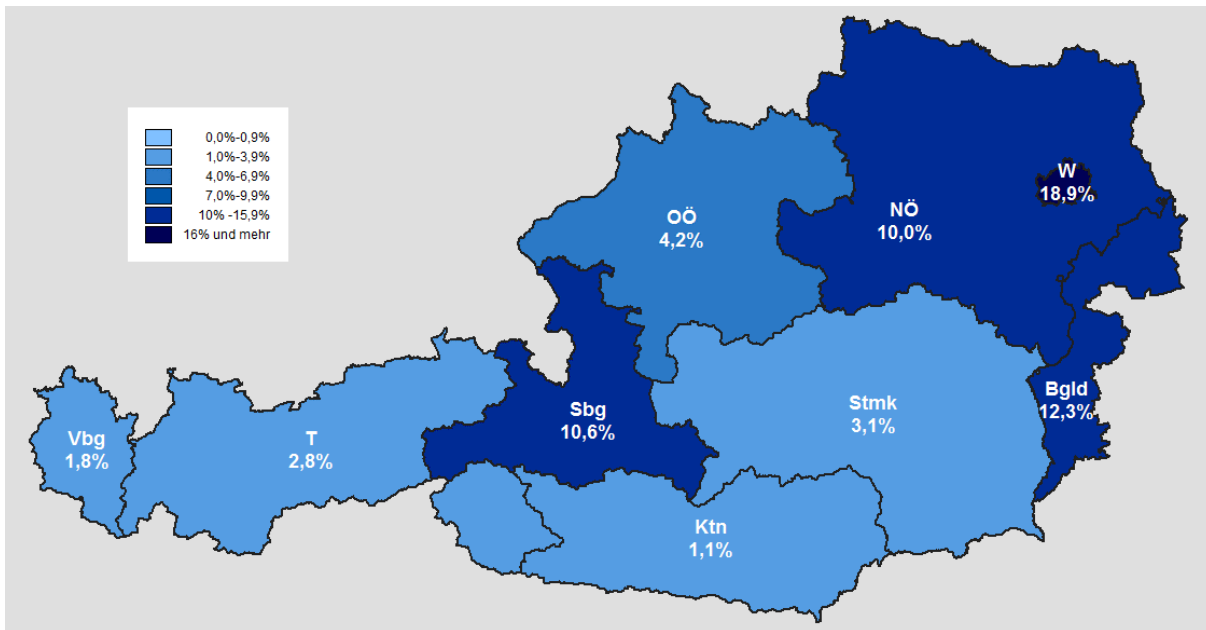 0,0%-0,9%
1,0%-3,9%
4,0%-6,9%
7,0%-9,9%
10% -15,9%
16% und mehr
W
18,9%
NÖ
10,0%
OÖ
4,2%
Bgld
12,3%
Sbg
10,6%
Stmk
3,1%
Vbg
1,8%
T
2,8%
Ktn
1,1%